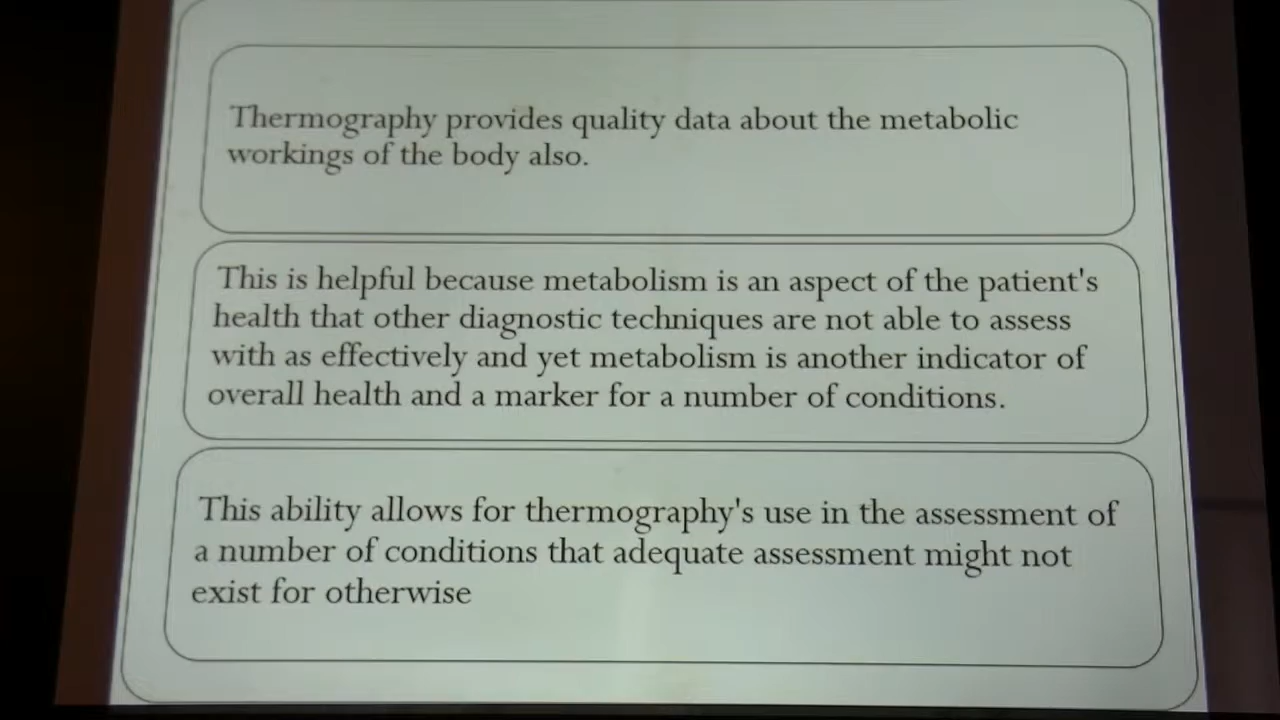 Thermography provides quality data about the metabolic
workings of the body also.
This is helpful because metabolism is an aspect of the patient's
health that other diagnostic techniques are not able to assess
with as effectively and yet metabolism is another indicator of
overall health and a marker for a number of conditions.
This ability allows for thermography's use in the assessment of
a number of conditions that adequate assessment might not
exist for otherwise